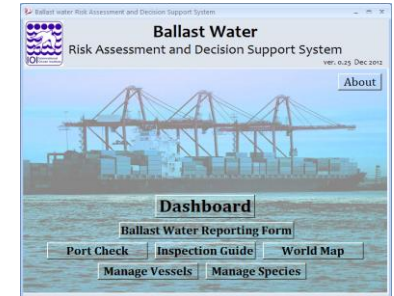 Ballast water Risk Assessment and Decision Support System
Ballast Water
Risk Assessment and Decision Support System
ver. 0.25 Dec 2012
IOI
About
Dashboard
Ballast Water Reporting Form
Port Check Inspection Guide World Map
Manage Vessels Manage Species